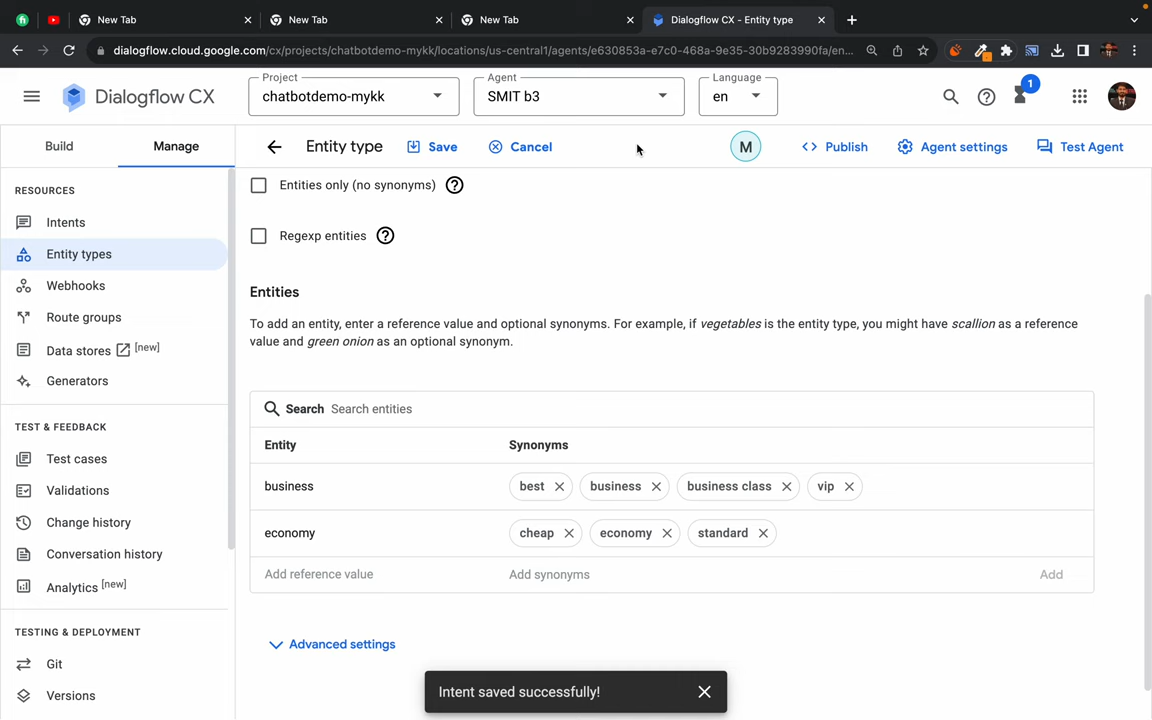 New Tab
New Tab
New Tab
Dialogflow CX - Entity type
dialogflow.cloud.google.com/cx/projects/chatbotdemo-mykk/locations/us-central1/agents/e630853a-e7c0-468a-9e35-30b9283990fa/en...
Dialogflow CX
Project
chatbotdemo-mykk
Agent
SMIT b3
Language
en
1
Build
Manage
Entity type
Save
Cancel
M
Publish
Agent settings
Test Agent
RESOURCES
Intents
Entity types
Webhooks
Route groups
Data stores [new]
Generators
TEST & FEEDBACK
Test cases
Validations
Change history
Conversation history
Analytics [new]
TESTING & DEPLOYMENT
Git
Versions
Entities only (no synonyms)
Regexp entities
Entities
To add an entity, enter a reference value and optional synonyms. For example, if vegetables is the entity type, you might have scallion as a reference
value and green onion as an optional synonym.
Search Search entities
Entity Synonyms
business best business business class vip
economy cheap economy standard
Add reference value Add synonyms Add
Advanced settings
Intent saved successfully!